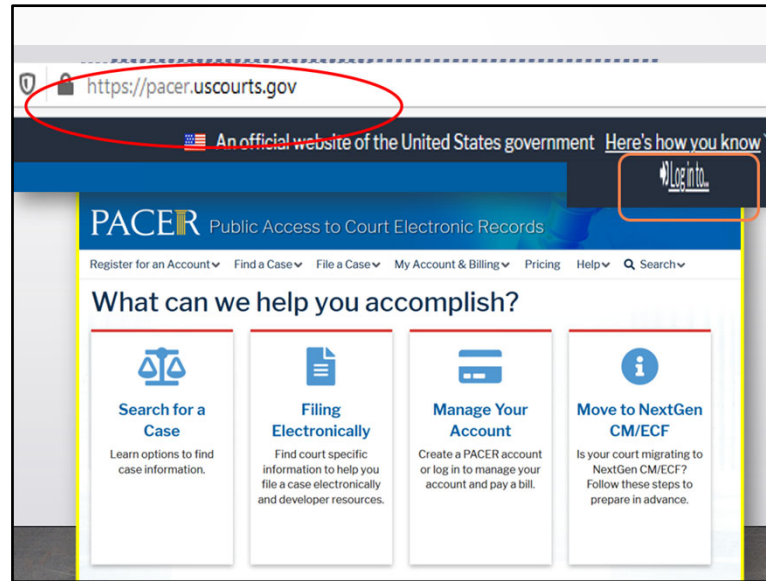 https://pacer.uscourts.gov
An official website of the United States government Here's how you know
Log in to...
PACER Public Access to Court Electronic Records
Register for an Account Find a Case File a Case My Account & Billing Pricing Help Search
What can we help you accomplish?
Search for a
Case
Learn options to find
case information.
Filing
Electronically
Find court specific
information to help you
file a case electronically
and developer resources.
Manage Your
Account
Create a PACER account
or log in to manage your
account and pay a bill.
Move to NextGen
CM/ECF
Is your court migrating to
NextGen CM/ECF?
Follow these steps to
prepare in advance.